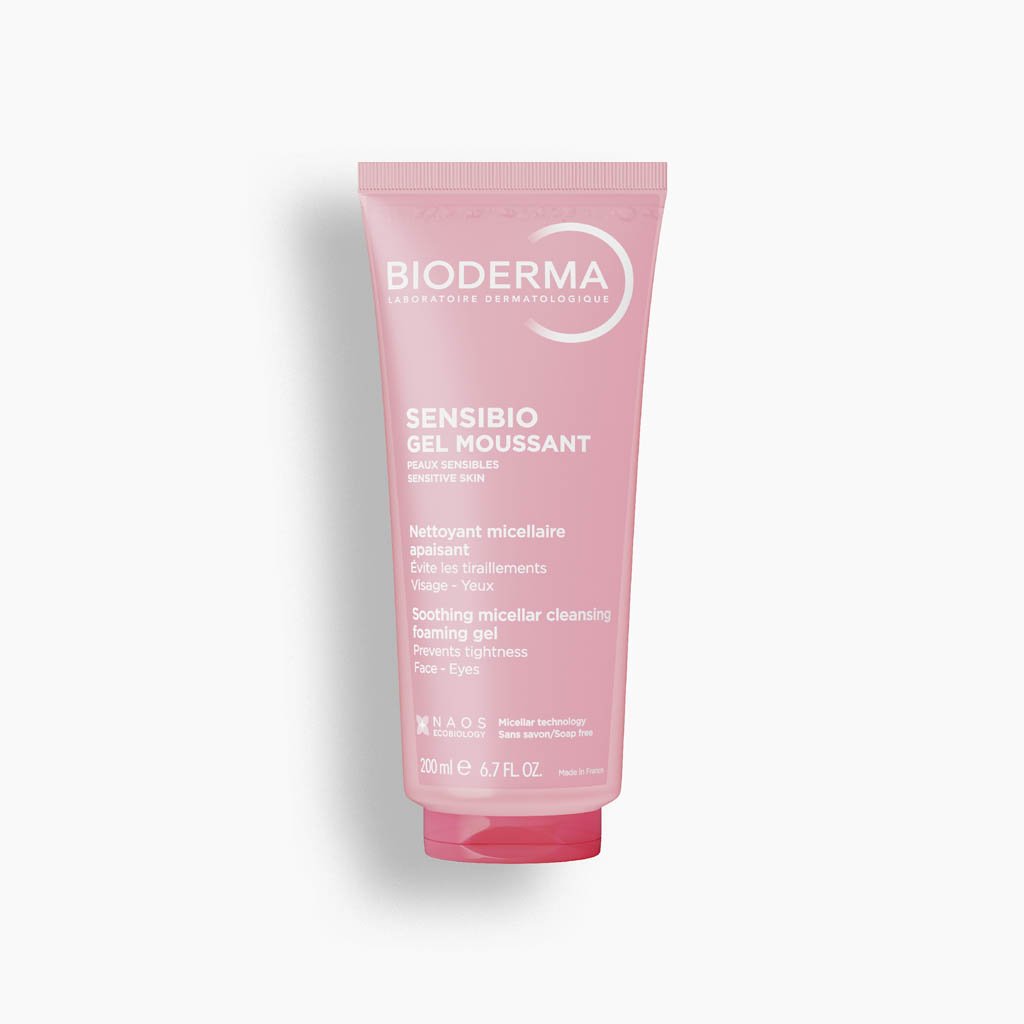 BIODERMA
LABORATOIRE DERMATOLOGIQUE
SENSIBIO
GEL MOUSSANT
PEAUX SENSIBLES
SENSITIVE SKIN
Nettoyant micellaire
apaisant
Évite les tiraillements
Visage - Yeux
Soothing micellar cleansing
foaming gel
Prevents tightness
Face - Eyes
NAOS
ECOBIOLOGY
Micellar technology
Sans savon/Soap free
200 ml ℮ 6.7 FL. OZ.
Made in France